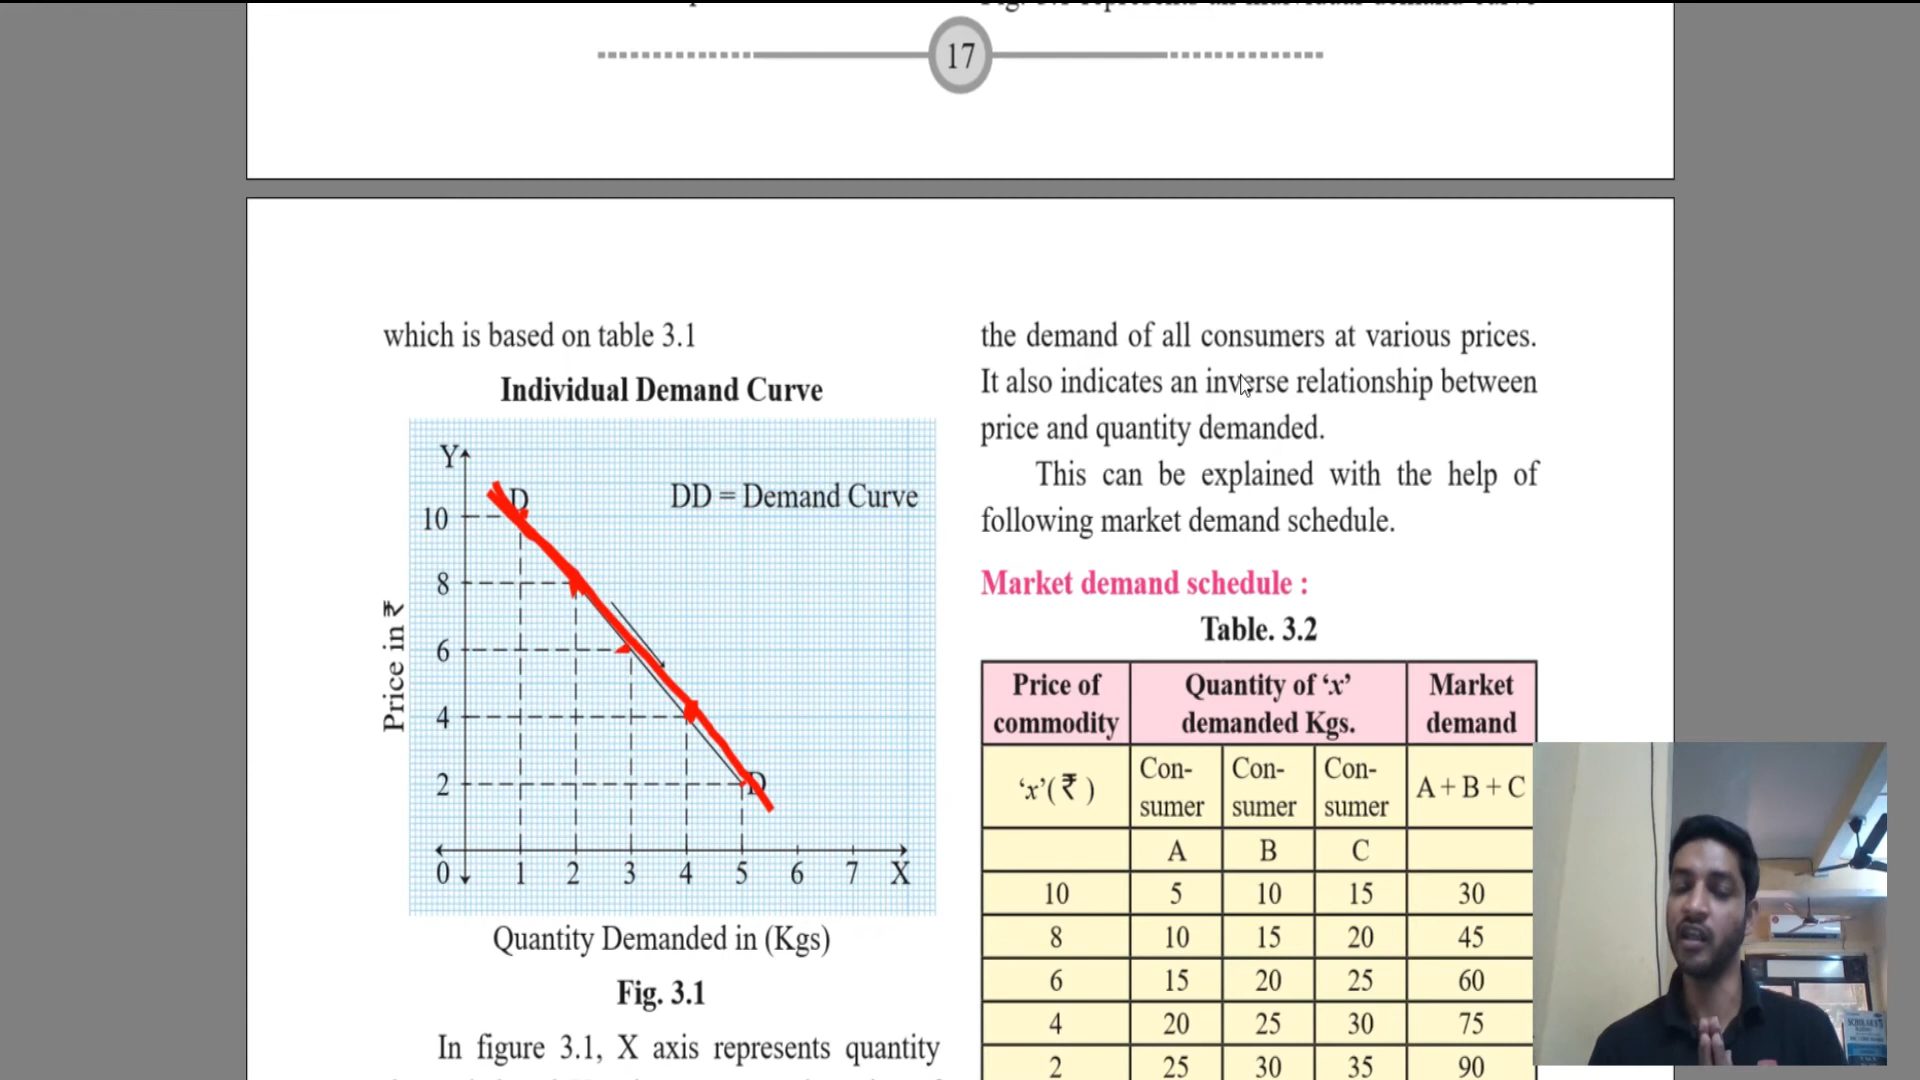 17
which is based on table 3.1
Individual Demand Curve
Y
DD = Demand Curve
D
10
8
6
4
2
D
0 1 2 3 4 5 6 7 X
Price in ₹
Quantity Demanded in (Kgs)
Fig. 3.1
In figure 3.1, X axis represents quantity
the demand of all consumers at various prices.
It also indicates an inverse relationship between
price and quantity demanded.
This can be explained with the help of
following market demand schedule.
Market demand schedule :
Table. 3.2
Price of commodity Quantity of ‘x’ demanded Kgs. Market demand
‘x’(₹ ) Con-sumer Con-sumer Con-sumer A + B + C
A B C
10 5 10 15 30
8 10 15 20 45
6 15 20 25 60
4 20 25 30 75
2 25 30 35 90